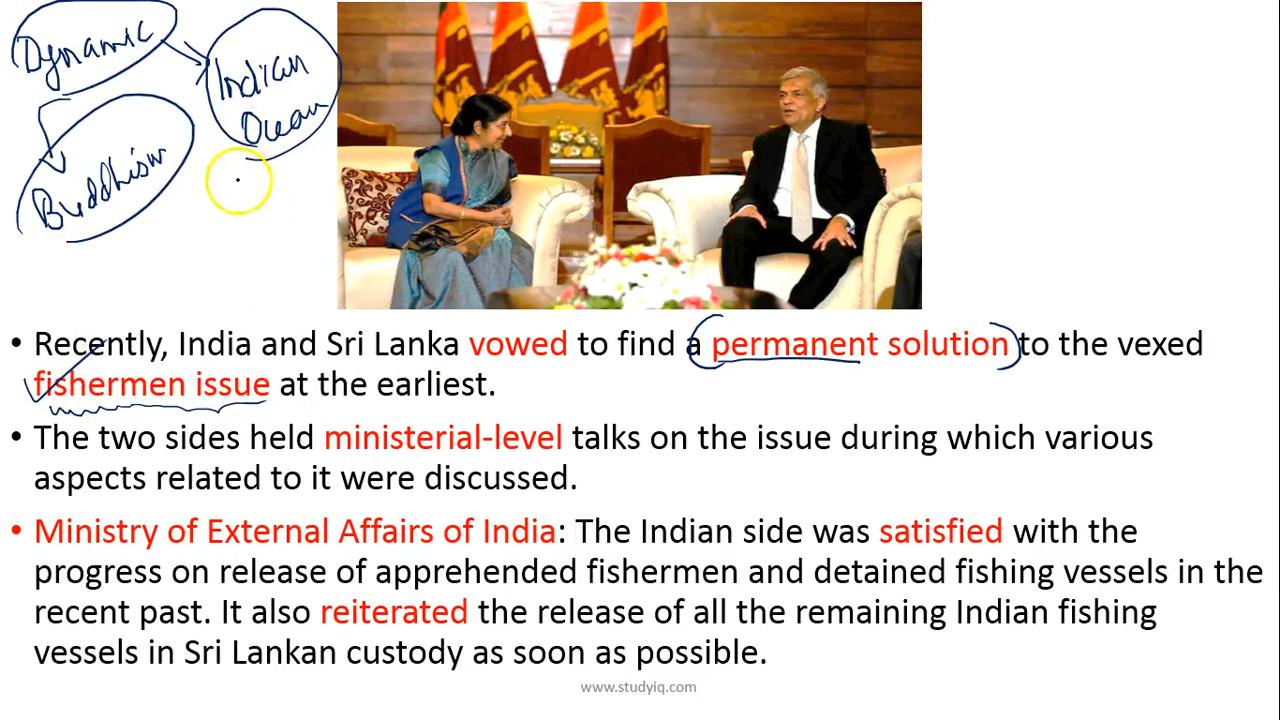 Dynamic
Indian
Ocean
Buddhism
• Recently, India and Sri Lanka vowed to find a permanent solution to the vexed
fishermen issue at the earliest.
• The two sides held ministerial-level talks on the issue during which various
aspects related to it were discussed.
• Ministry of External Affairs of India: The Indian side was satisfied with the
progress on release of apprehended fishermen and detained fishing vessels in the
recent past. It also reiterated the release of all the remaining Indian fishing
vessels in Sri Lankan custody as soon as possible.
www.studyiq.com